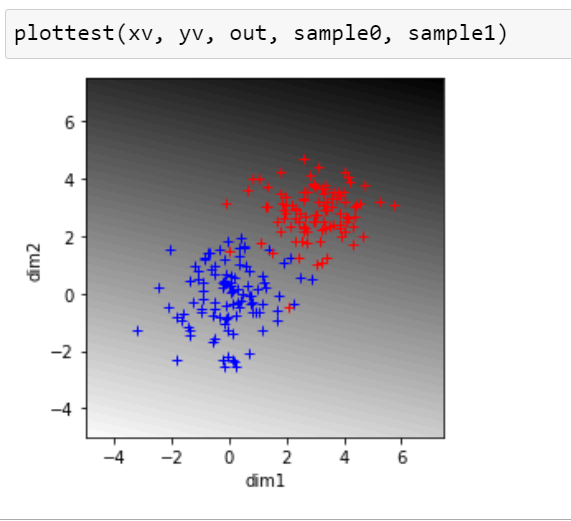 plottest(xv, yv, out, sample0, sample1)
6
4
2
0
−2
−4
dim2
−4 −2 0 2 4 6
dim1